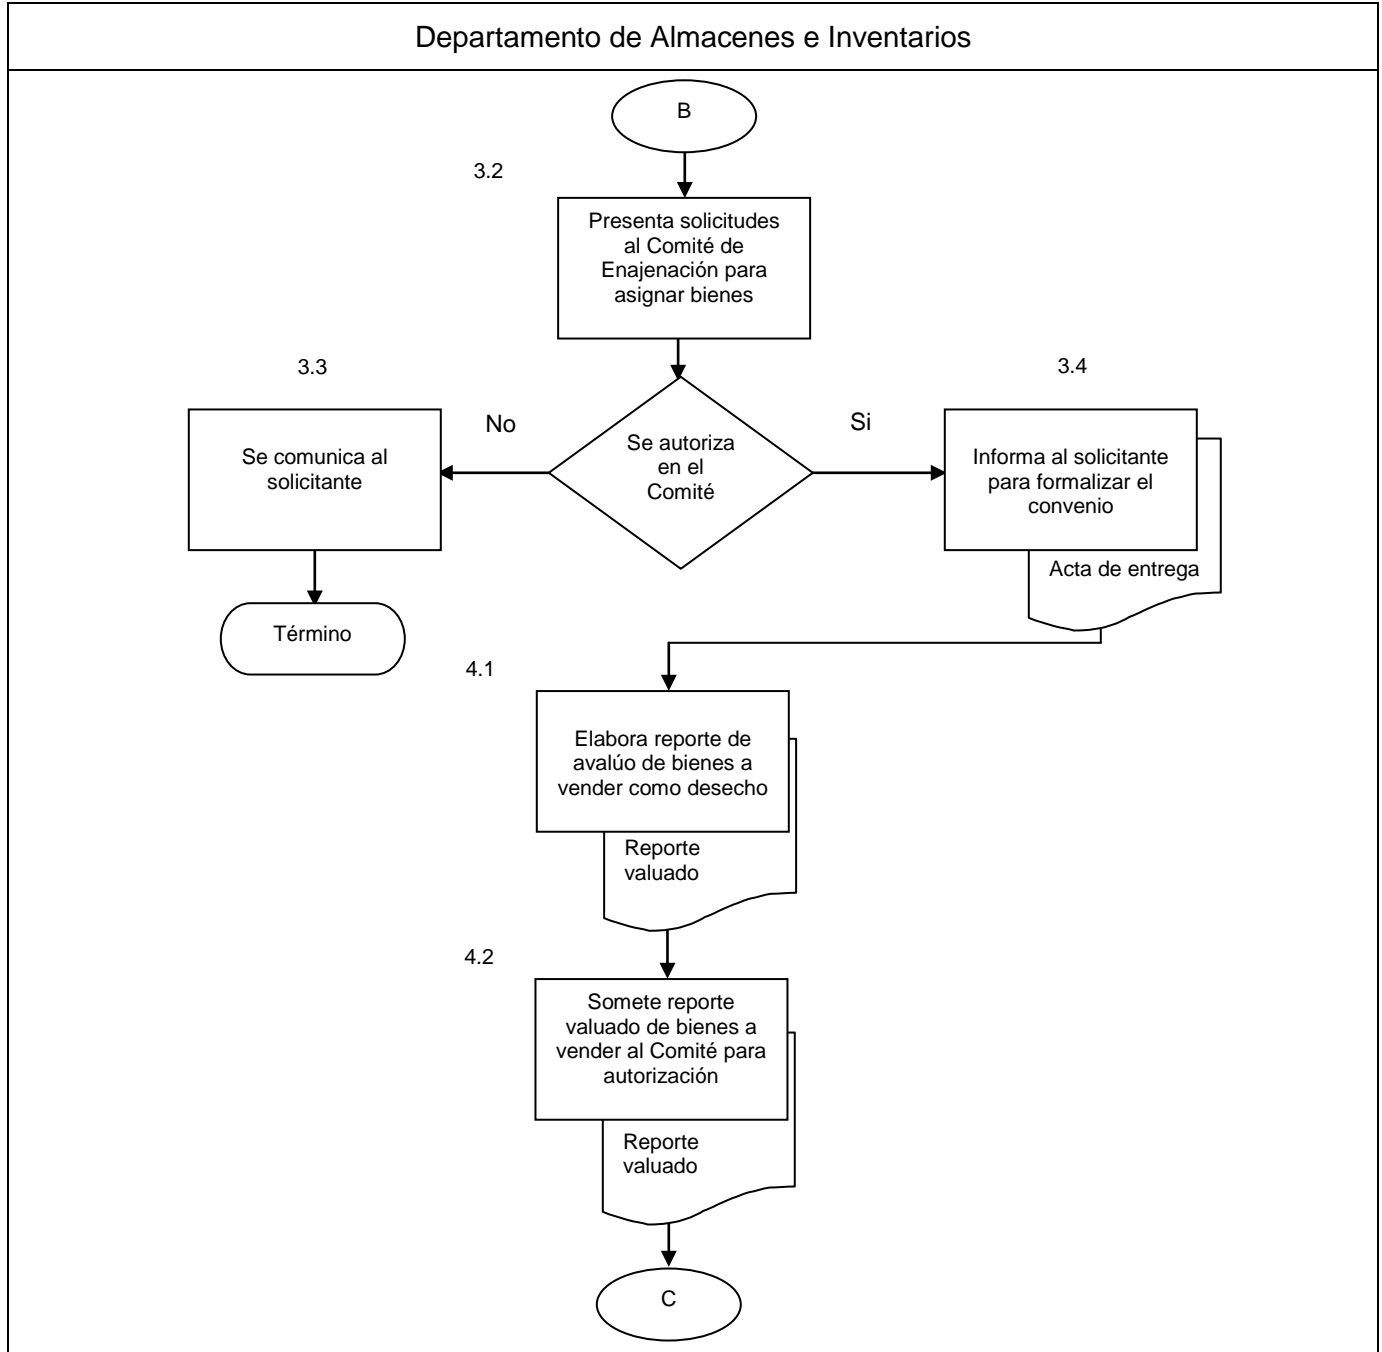 Departamento de Almacenes e Inventarios
B
3.2
Presenta solicitudes
al Comité de
Enajenación para
asignar bienes
3.3
3.4
No
Si
Se comunica al
solicitante
Se autoriza
en el
Comité
Informa al solicitante
para formalizar el
convenio
Acta de entrega
Término
4.1
Elabora reporte de
avalúo de bienes a
vender como desecho
Reporte
valuado
4.2
Somete reporte
valuado de bienes a
vender al Comité para
autorización
Reporte
valuado
C